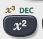 x³ DEC
x²